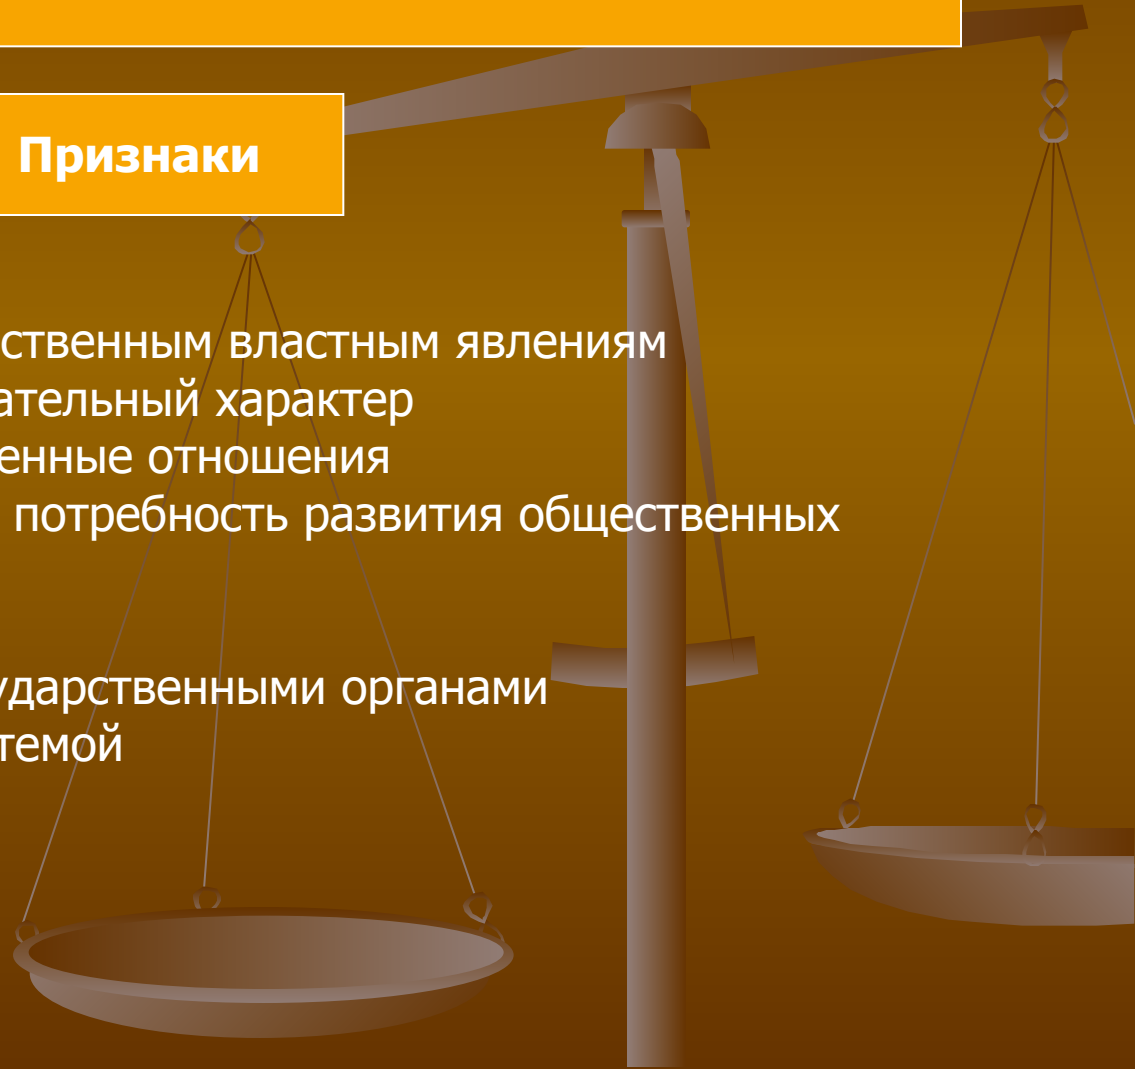 Признаки
ственным властным явлениям
ательный характер
енные отношения
потребность развития общественных
ударственными органами
темой